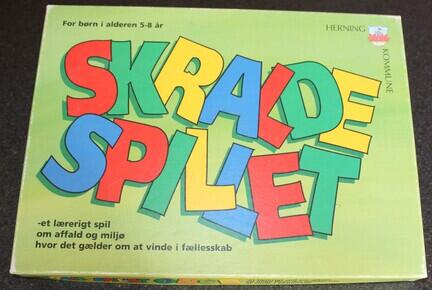 For børn i alderen 5-8 år
HERNING
KOMMUNE
SKRALDE
SPILLET
-et lærerigt spil
om affald og miljø
hvor det gælder om at vinde i fællesskab